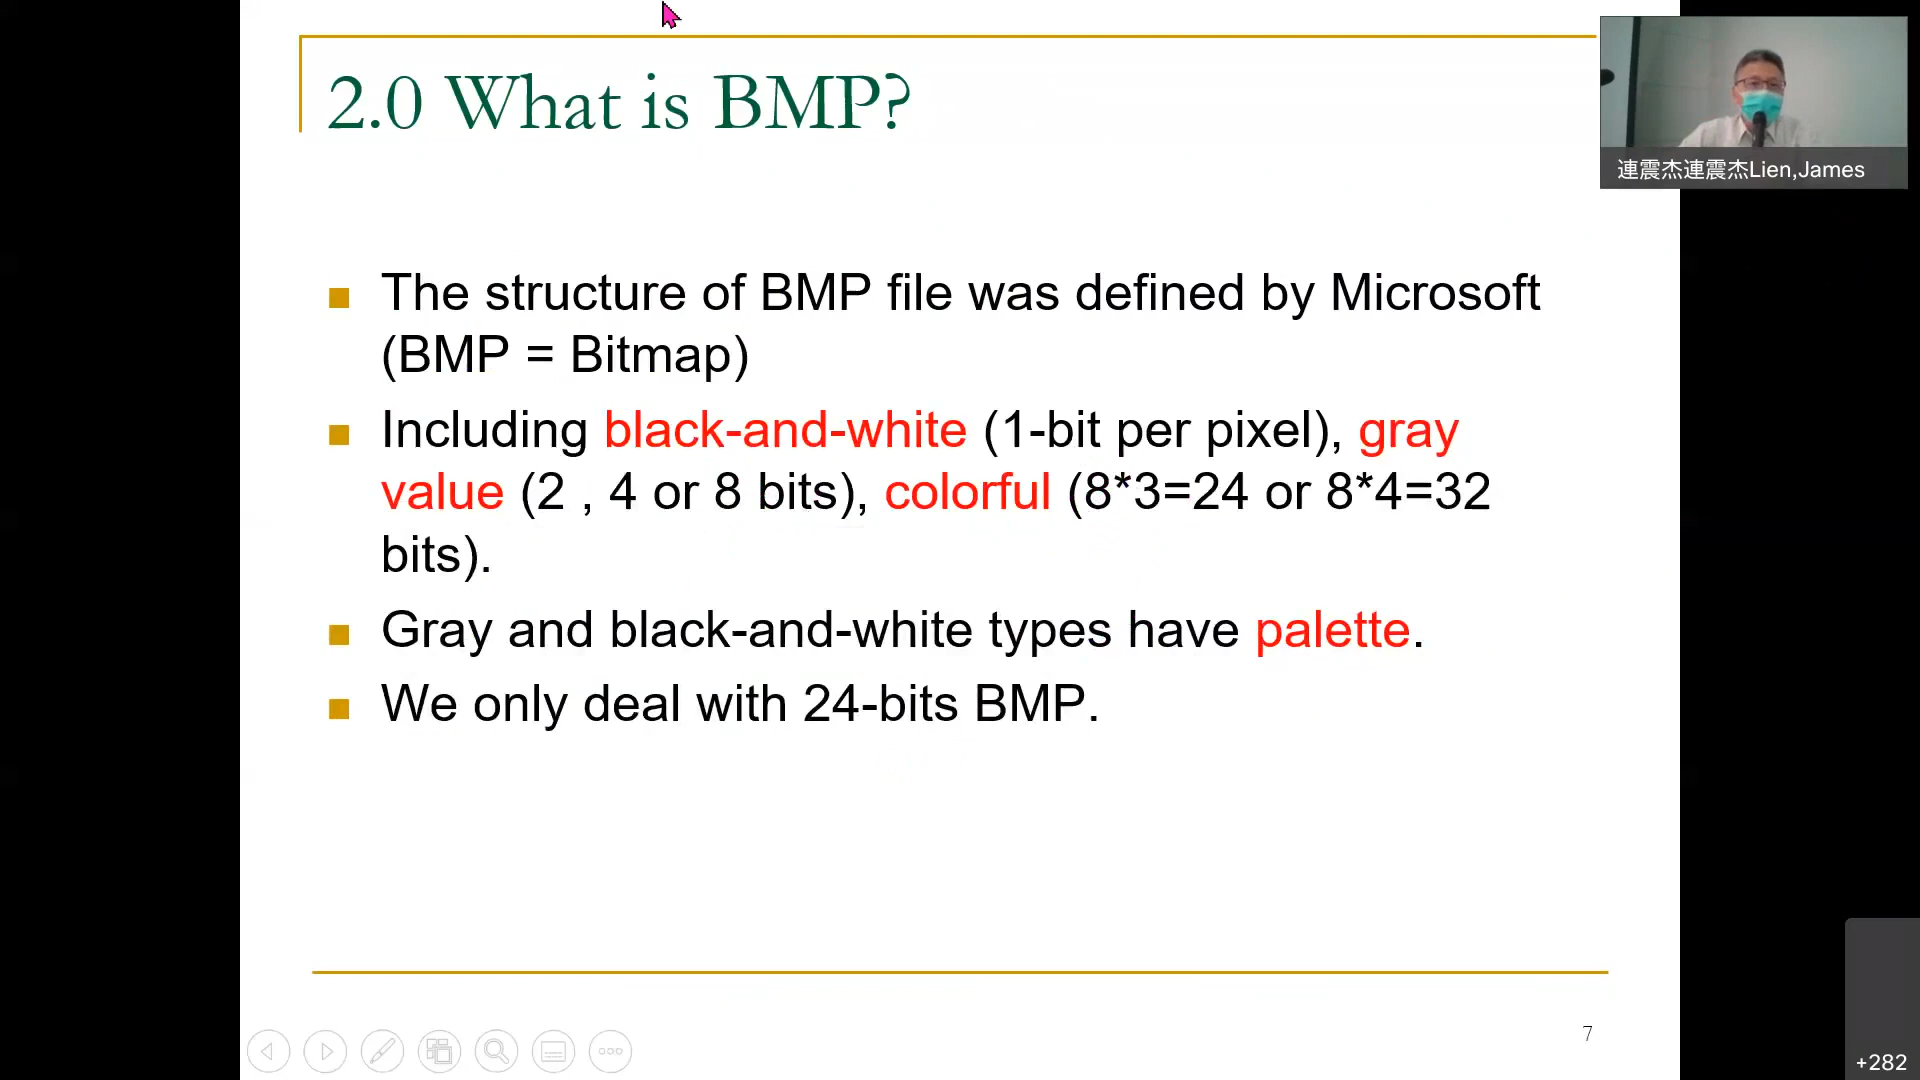 2.0 What is BMP?
連震杰連震杰Lien,James
The structure of BMP file was defined by Microsoft
(BMP = Bitmap)
Including black-and-white (1-bit per pixel), gray
value (2 , 4 or 8 bits), colorful (8*3=24 or 8*4=32
bits).
Gray and black-and-white types have palette.
We only deal with 24-bits BMP.
7
+282